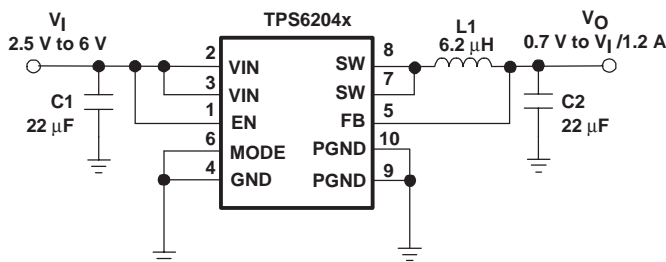 TPS6204x
VI
2.5 V to 6 V
C1
22 μF
2
VIN
3
VIN
1
EN
6
MODE
4
GND
8
SW
7
SW
5
FB
10
PGND
9
PGND
L1
6.2 μH
VO
0.7 V to VI /1.2 A
C2
22 μF